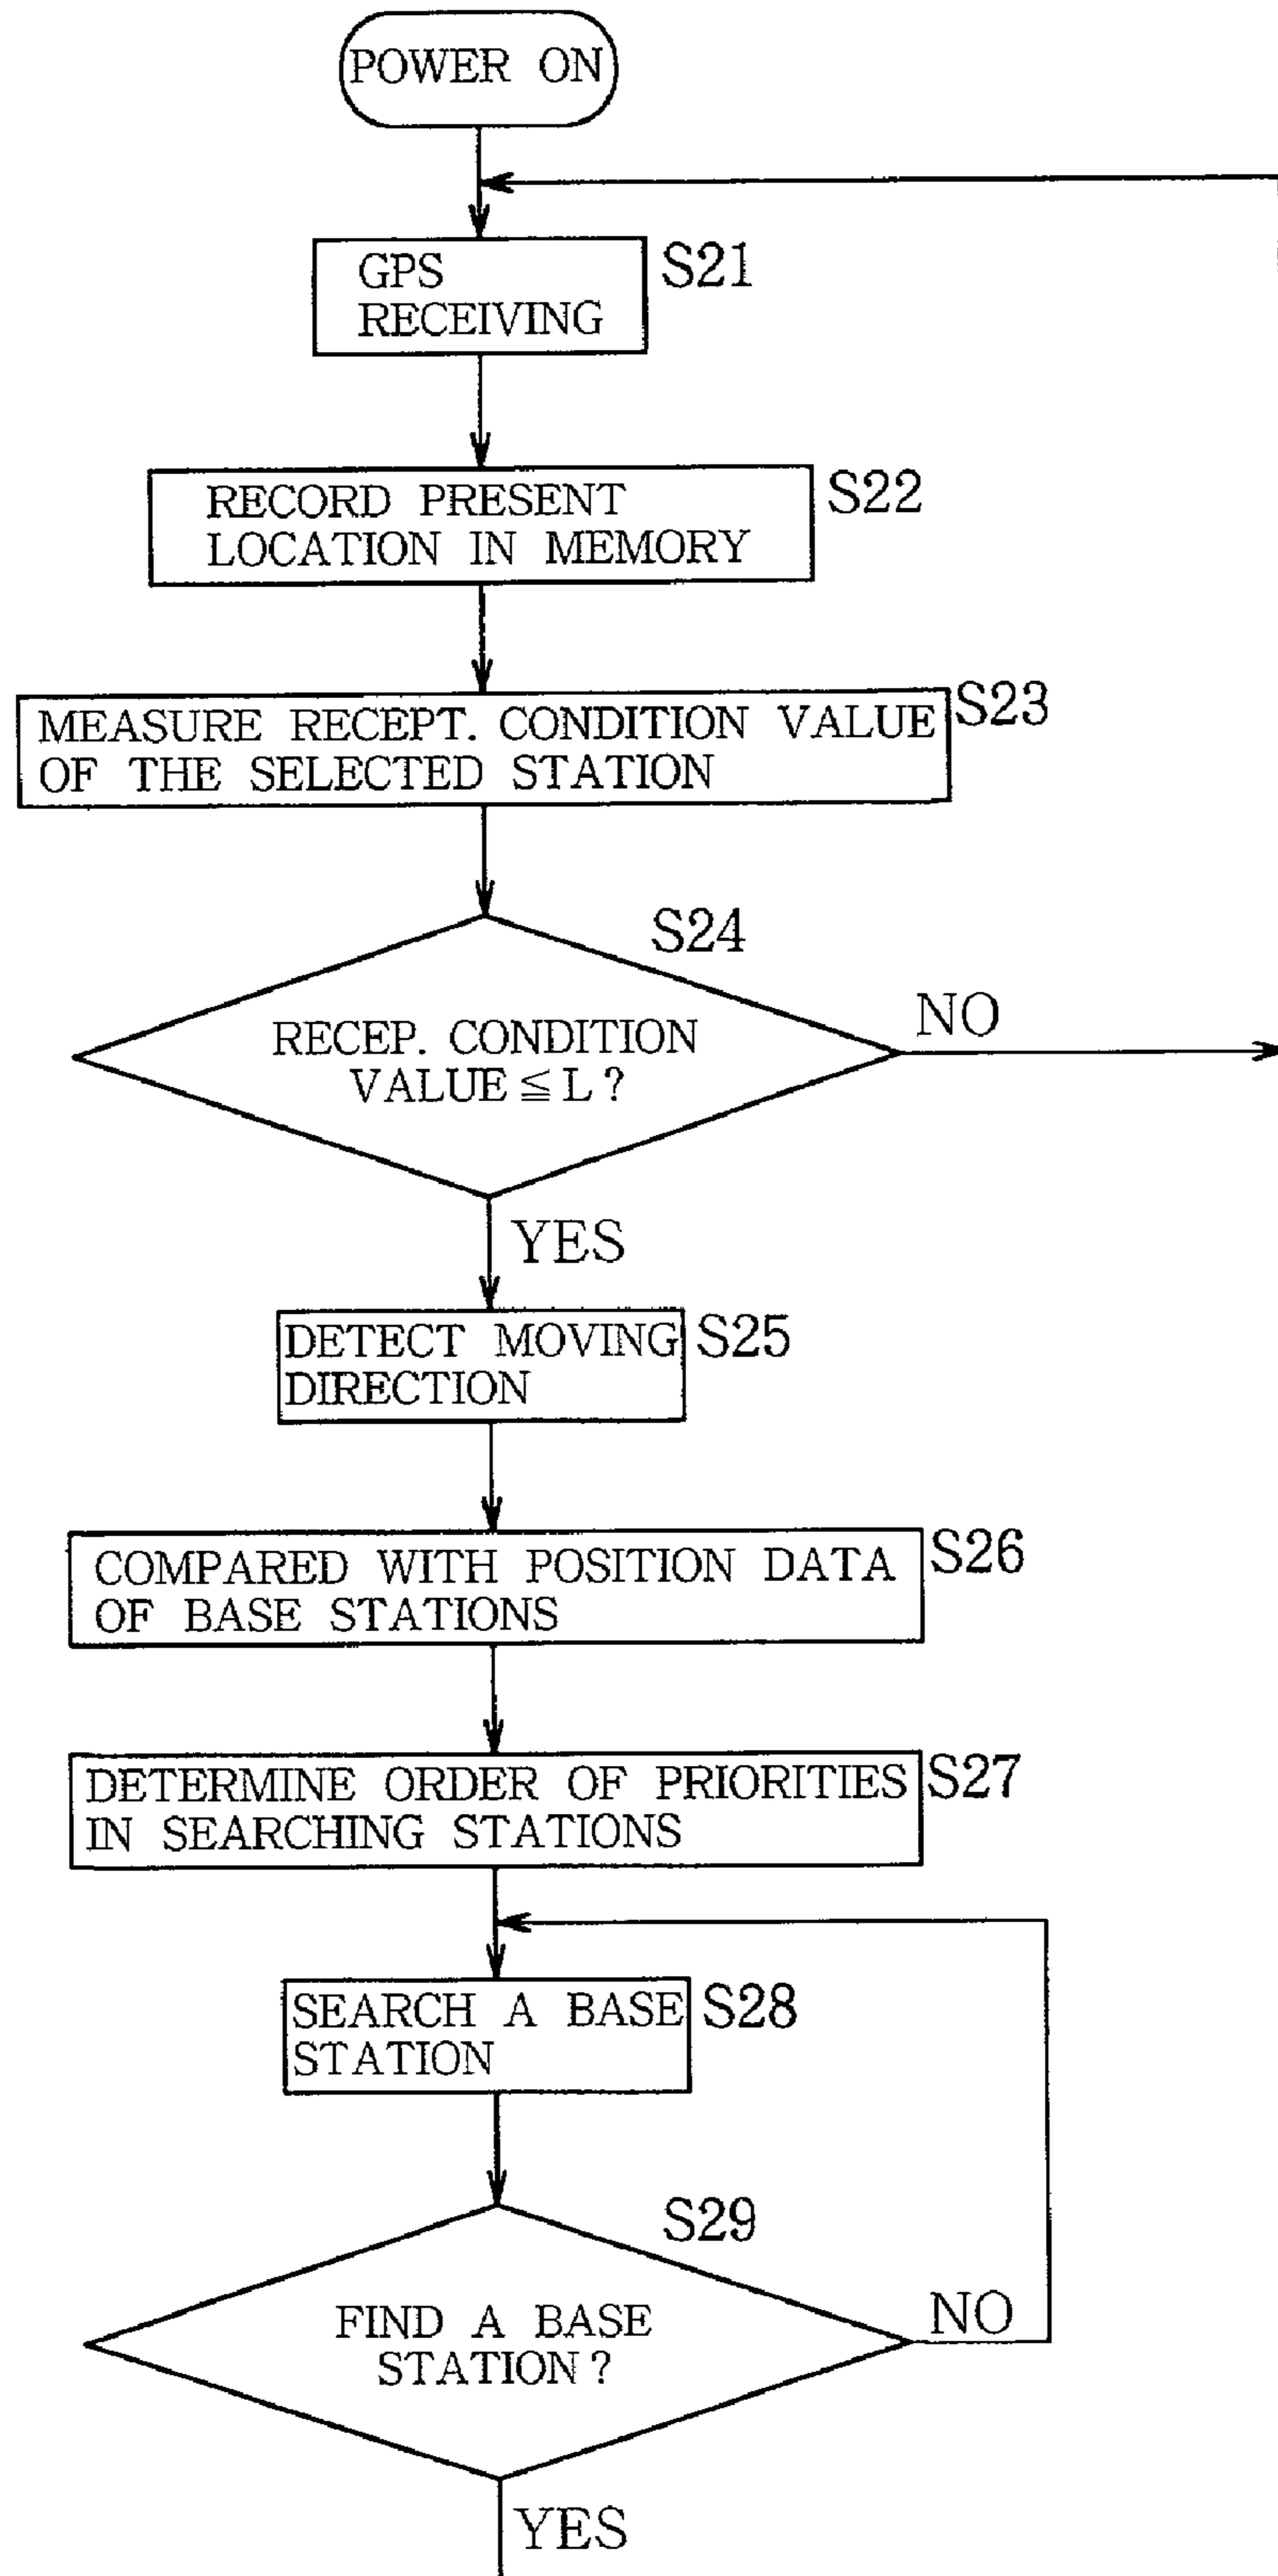 POWER ON
GPS
RECEIVING
S21
RECORD PRESENT
LOCATION IN MEMORY
S22
MEASURE RECEPT. CONDITION VALUE
OF THE SELECTED STATION
S23
S24
RECEP. CONDITION
VALUE ≦ L ?
NO
YES
DETECT MOVING
DIRECTION
S25
COMPARED WITH POSITION DATA
OF BASE STATIONS
S26
DETERMINE ORDER OF PRIORITIES
IN SEARCHING STATIONS
S27
SEARCH A BASE
STATION
S28
S29
FIND A BASE
STATION ?
NO
YES